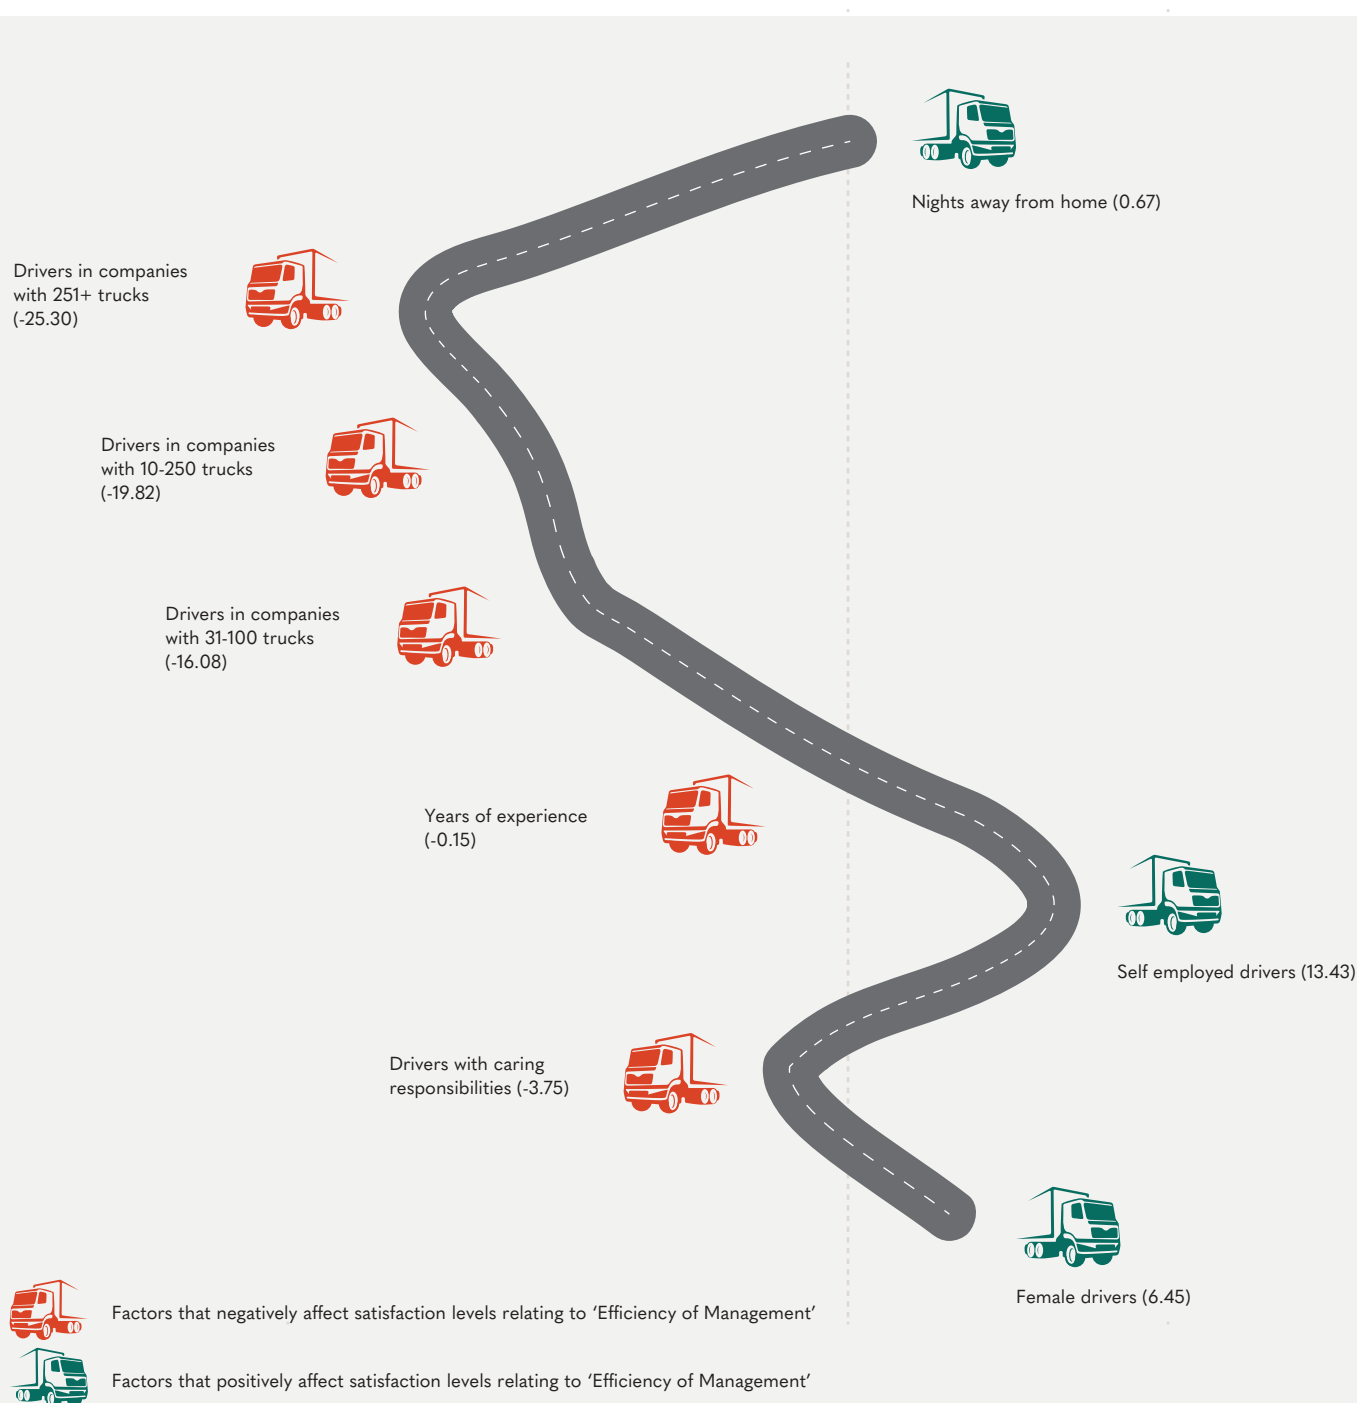 Nights away from home (0.67)
Drivers in companies
with 251+ trucks
(-25.30)
Drivers in companies
with 10-250 trucks
(-19.82)
Drivers in companies
with 31-100 trucks
(-16.08)
Years of experience
(-0.15)
Self employed drivers (13.43)
Drivers with caring
responsibilities (-3.75)
Female drivers (6.45)
Factors that negatively affect satisfaction levels relating to ‘Efficiency of Management’
Factors that positively affect satisfaction levels relating to ‘Efficiency of Management’